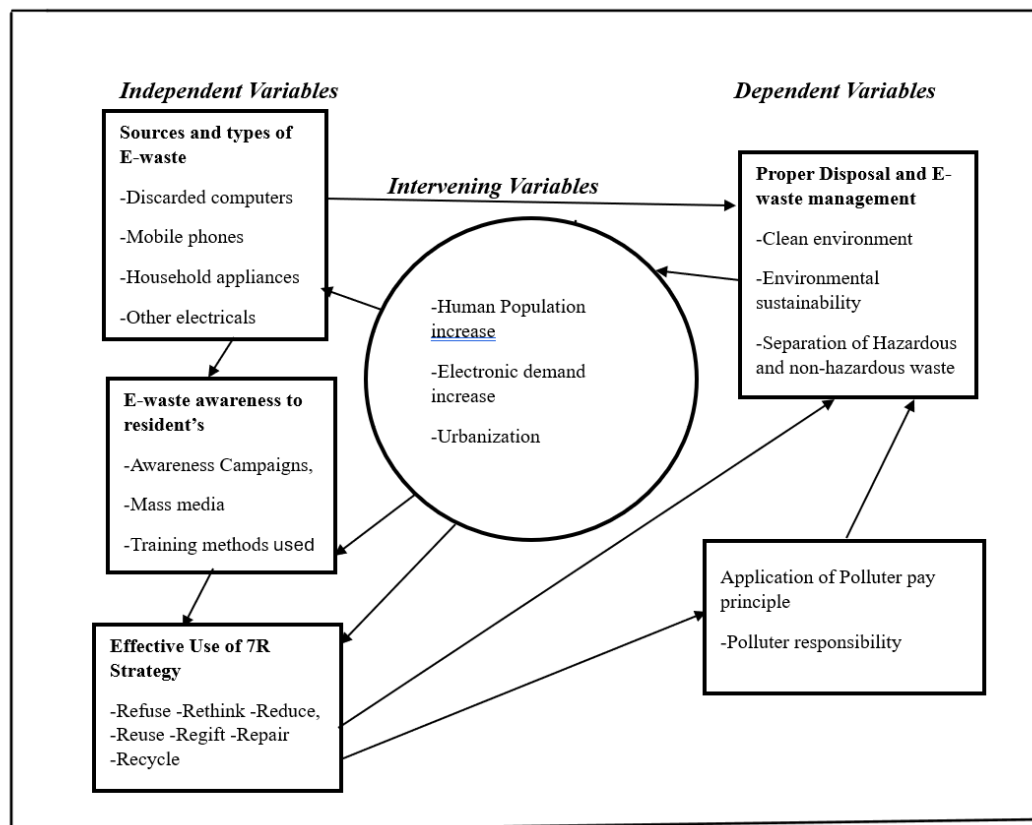 Independent Variables
Sources and types of
E-waste
-Discarded computers
-Mobile phones
-Household appliances
-Other electricals
E-waste awareness to
resident’s
-Awareness Campaigns,
-Mass media
-Training methods used
Effective Use of 7R
Strategy
-Refuse -Rethink -Reduce,
-Reuse -Regift -Repair
-Recycle
Intervening Variables
-Human Population
increase
-Electronic demand
increase
-Urbanization
Dependent Variables
Proper Disposal and E-
waste management
-Clean environment
-Environmental
sustainability
-Separation of Hazardous
and non-hazardous waste
Application of Polluter pay
principle
-Polluter responsibility